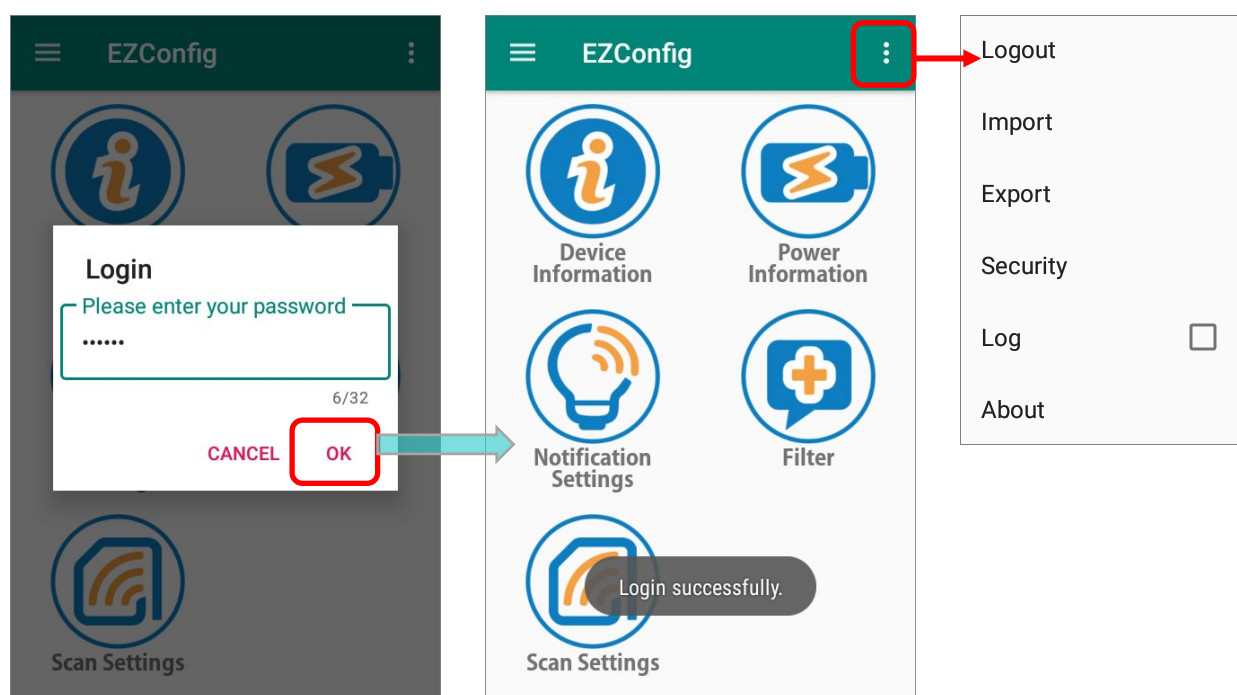 EZConfig
Login
Please enter your password
••••••
6/32
CANCEL OK
Scan Settings
EZConfig
Device
Information
Power
Information
Notification
Settings
Filter
Login successfully.
Scan Settings
Logout
Import
Export
Security
Log
About